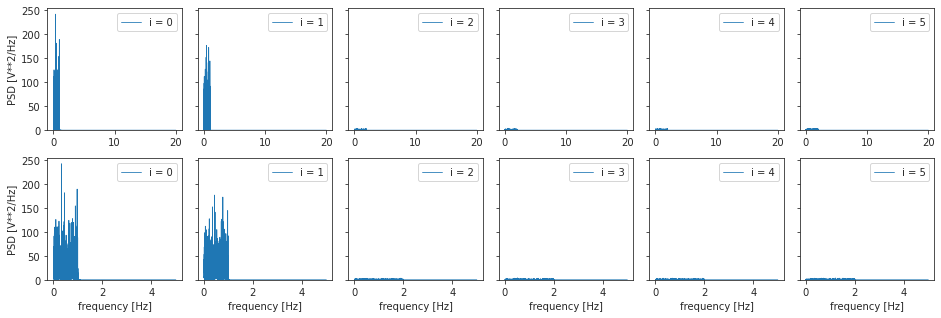 i = 0 i = 1 i = 2 i = 3 i = 4 i = 5
PSD [V**2/Hz]
250
200
150
100
50
0
0 10 20 0 10 20 0 10 20 0 10 20 0 10 20 0 10 20
i = 0 i = 1 i = 2 i = 3 i = 4 i = 5
PSD [V**2/Hz]
250
200
150
100
50
0
0 2 4 0 2 4 0 2 4 0 2 4 0 2 4 0 2 4
frequency [Hz] frequency [Hz] frequency [Hz] frequency [Hz] frequency [Hz] frequency [Hz]